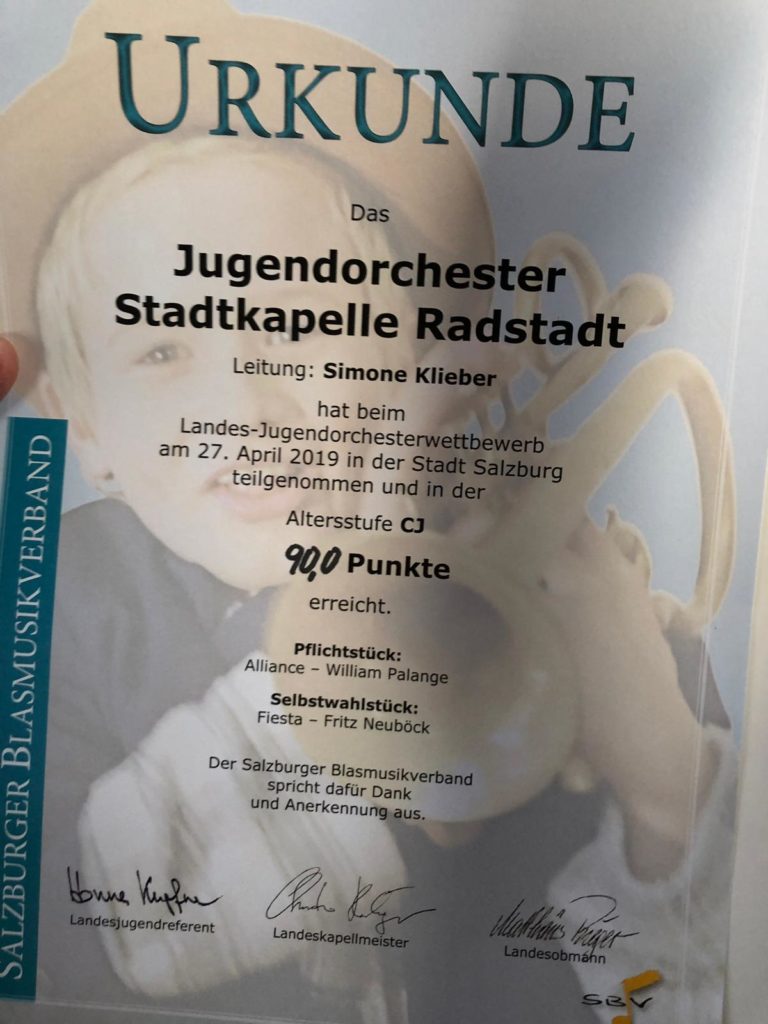 URKUNDE
Das
Jugendorchester
Stadtkapelle Radstadt
Leitung: Simone Klieber
hat beim
Landes-Jugendorchesterwettbewerb
am 27. April 2019 in der Stadt Salzburg
teilgenommen und in der
Altersstufe CJ
90,0 Punkte
erreicht.
Pflichtstück:
Alliance – William Palange
Selbstwahlstück:
Fiesta – Fritz Neuböck
Der Salzburger Blasmusikverband
spricht dafür Dank
und Anerkennung aus.
Landesjugendreferent
Landeskapellmeister
Matthäus
Landesobmann
SALZBURGER BLASMUSIKVERBAND
SBV